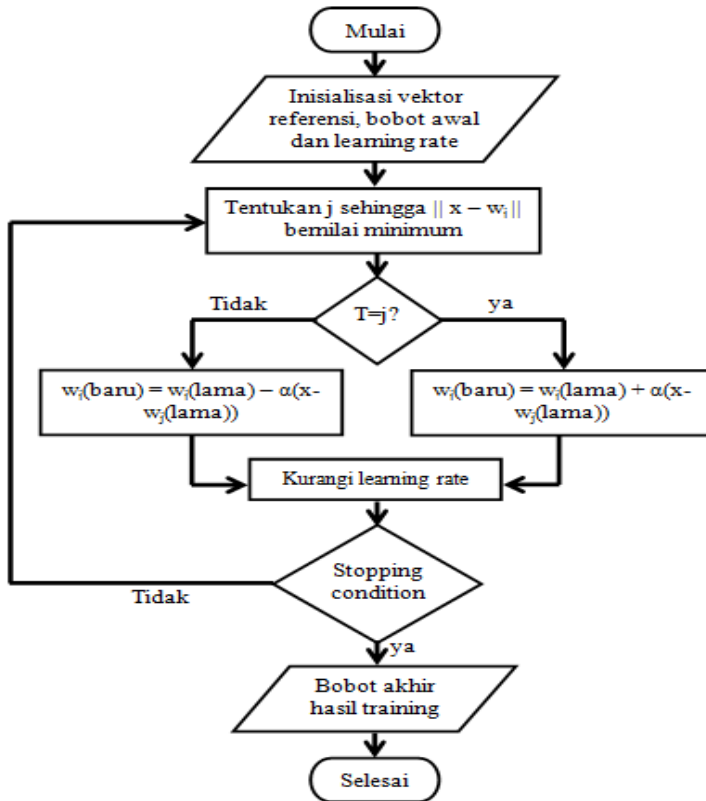 Mulai
Inisialisasi vektor
referensi, bobot awal
dan learning rate
Tentukan j sehingga || x – wⱼ ||
bernilai minimum
T=j?
Tidak
ya
wⱼ(baru) = wⱼ(lama) – α(x-
wⱼ(lama))
wⱼ(baru) = wⱼ(lama) + α(x-
wⱼ(lama))
Kurangi learning rate
Stopping
condition
Tidak
ya
Bobot akhir
hasil training
Selesai